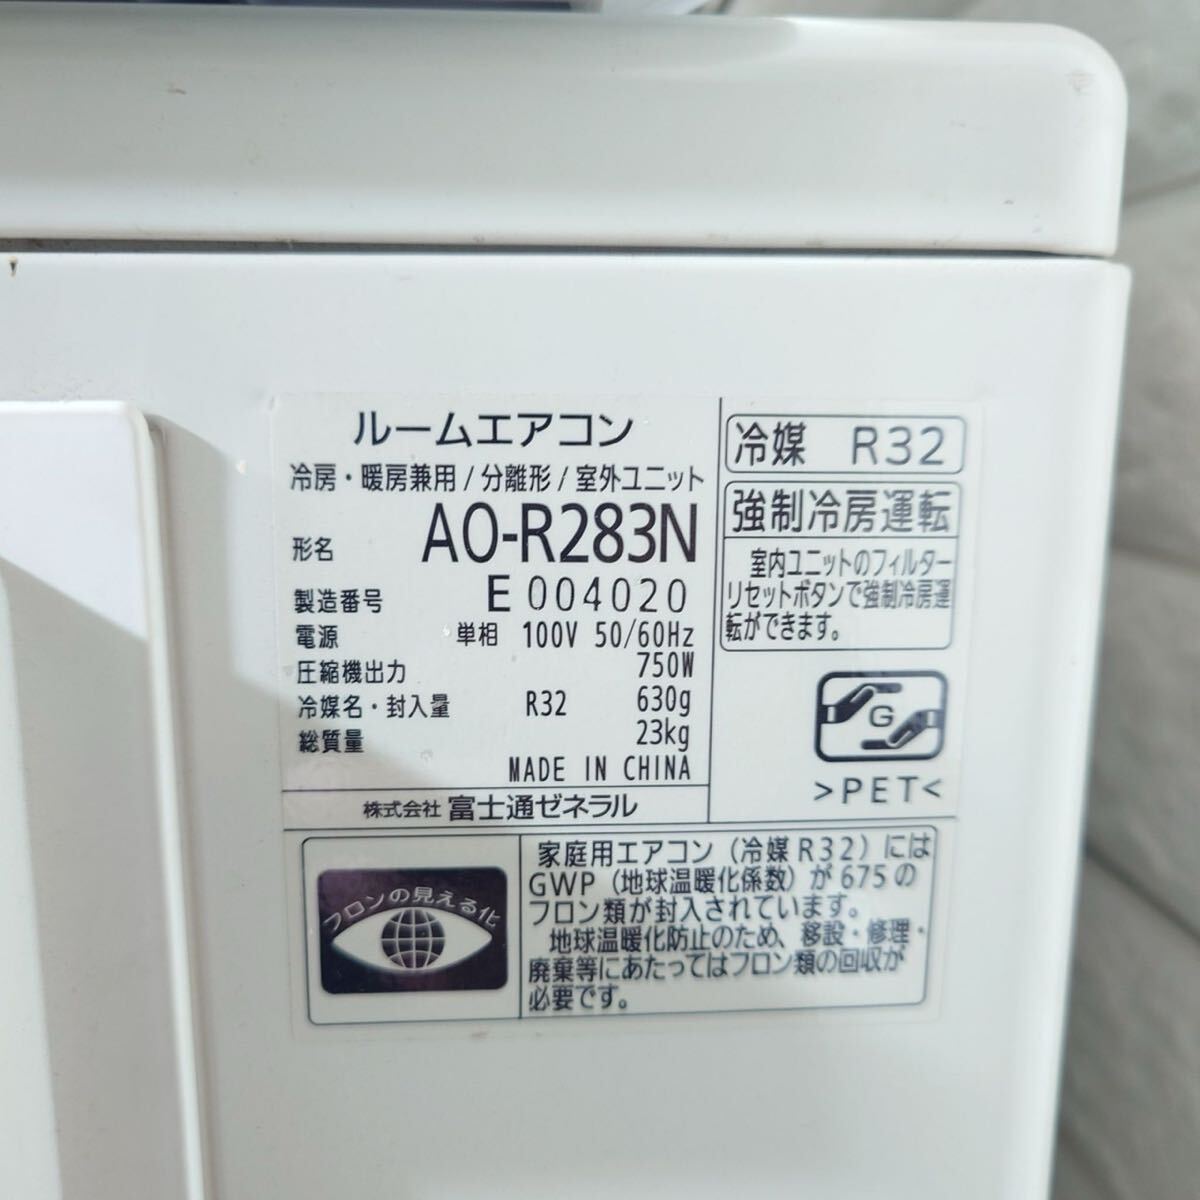 ルームエアコン
冷房・暖房兼用/分離形/室外ユニット
形名 AO-R283N
製造番号 E 004020
電源 単相 100V 50/60Hz
圧縮機出力 750W
冷媒名・封入量 R32 630g
総質量 23kg
MADE IN CHINA
株式会社 富士通ゼネラル
冷媒 R32
強制冷房運転
室内ユニットのフィルター
リセットボタンで強制冷房運
転ができます。
G
>PET<
フロンの見える化
家庭用エアコン(冷媒R32)には
GWP(地球温暖化係数)が675の
フロン類が封入されています。
地球温暖化防止のため、移設・修理・
廃棄等にあたってはフロン類の回収が
必要です。